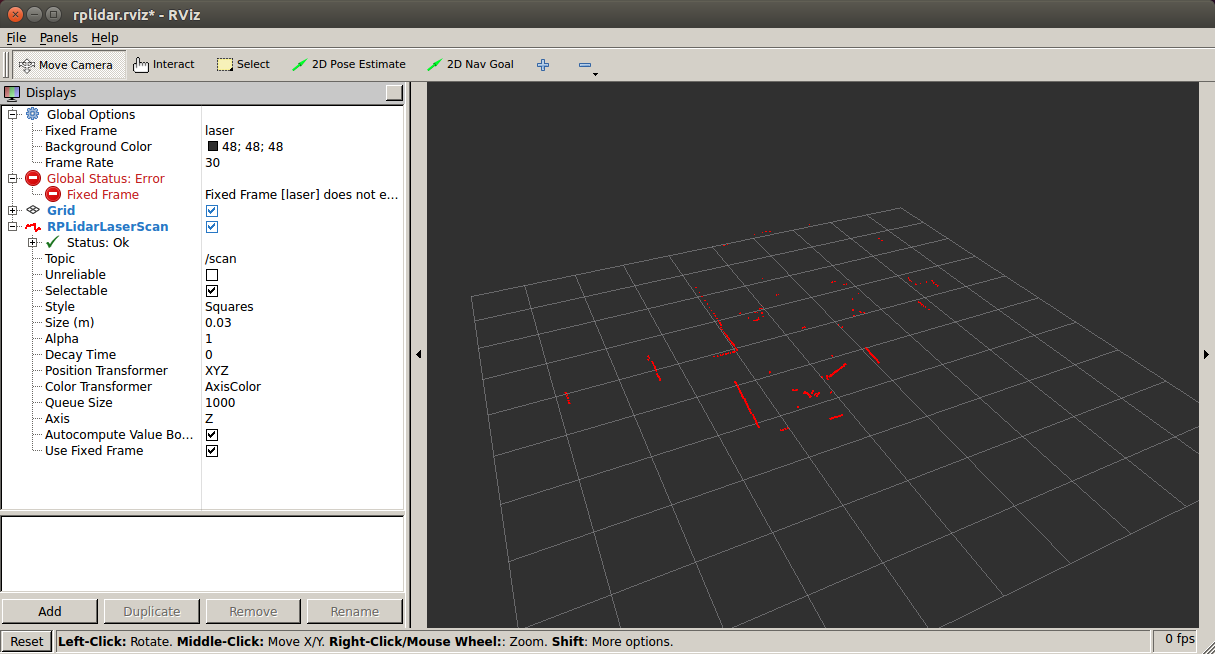 rplidar.rviz* - RViz
File Panels Help
Move Camera Interact Select 2D Pose Estimate 2D Nav Goal
Displays
Global Options
Fixed Frame laser
Background Color 48; 48; 48
Frame Rate 30
Global Status: Error
Fixed Frame Fixed Frame [laser] does not e...
Grid
RPLidarLaserScan
Status: Ok
Topic /scan
Unreliable
Selectable
Style Squares
Size (m) 0.03
Alpha 1
Decay Time 0
Position Transformer XYZ
Color Transformer AxisColor
Queue Size 1000
Axis Z
Autocompute Value Bo...
Use Fixed Frame
Add Duplicate Remove Rename
Reset Left-Click: Rotate. Middle-Click: Move X/Y. Right-Click/Mouse Wheel:: Zoom. Shift: More options. 0 fps